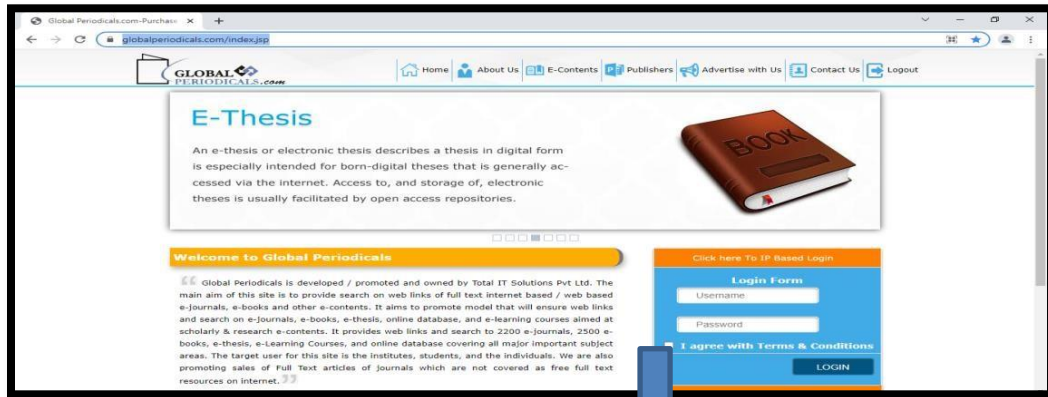 Global Periodicals.com-Purchase
globalperiodicals.com/index.jsp
GLOBAL
PERIODICALS.com
Home
About Us
E-Contents
Publishers
Advertise with Us
Contact Us
Logout
E-Thesis
An e-thesis or electronic thesis describes a thesis in digital form
is especially intended for born-digital theses that is generally ac-
cessed via the internet. Access to, and storage of, electronic
theses is usually facilitated by open access repositories.
BOOK
Welcome to Global Periodicals
Global Periodicals is developed / promoted and owned by Total IT Solutions Pvt Ltd. The
main aim of this site is to provide search on web links of full text internet based / web based
e-journals, e-books and other e-contents. It aims to promote model that will ensure web links
and search on e-journals, e-books, e-thesis, online database, and e-learning courses aimed at
scholarly & research e-contents. It provides web links and search to 2200 e-journals, 2500 e-
books, e-thesis, e-Learning Courses, and online database covering all major important subject
areas. The target user for this site is the institutes, students, and the individuals. We are also
promoting sales of Full Text articles of journals which are not covered as free full text
resources on internet.
Click here To IP Based Login
Login Form
Username
Password
I agree with Terms & Conditions
LOGIN